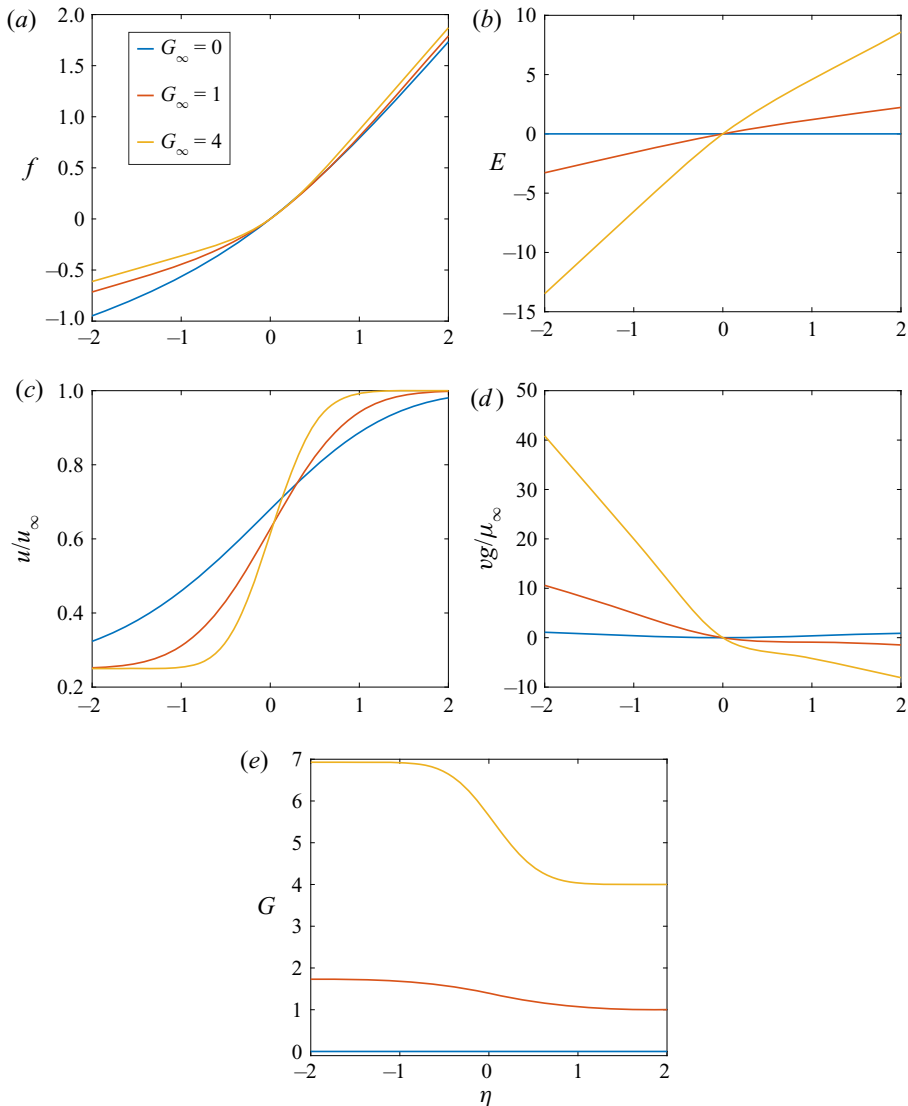 (a)
2.0
1.5
1.0
0.5
0
−0.5
−1.0
f
G∞ = 0
G∞ = 1
G∞ = 4
−2 −1 0 1 2
(b)
10
5
0
−5
−10
−15
E
−2 −1 0 1 2
(c)
1.0
0.8
0.6
0.4
0.2
u/u∞
−2 −1 0 1 2
(d)
50
40
30
20
10
0
−10
vg/μ∞
−2 −1 0 1 2
(e)
7
6
5
4
3
2
1
0
G
−2 −1 0 1 2
η